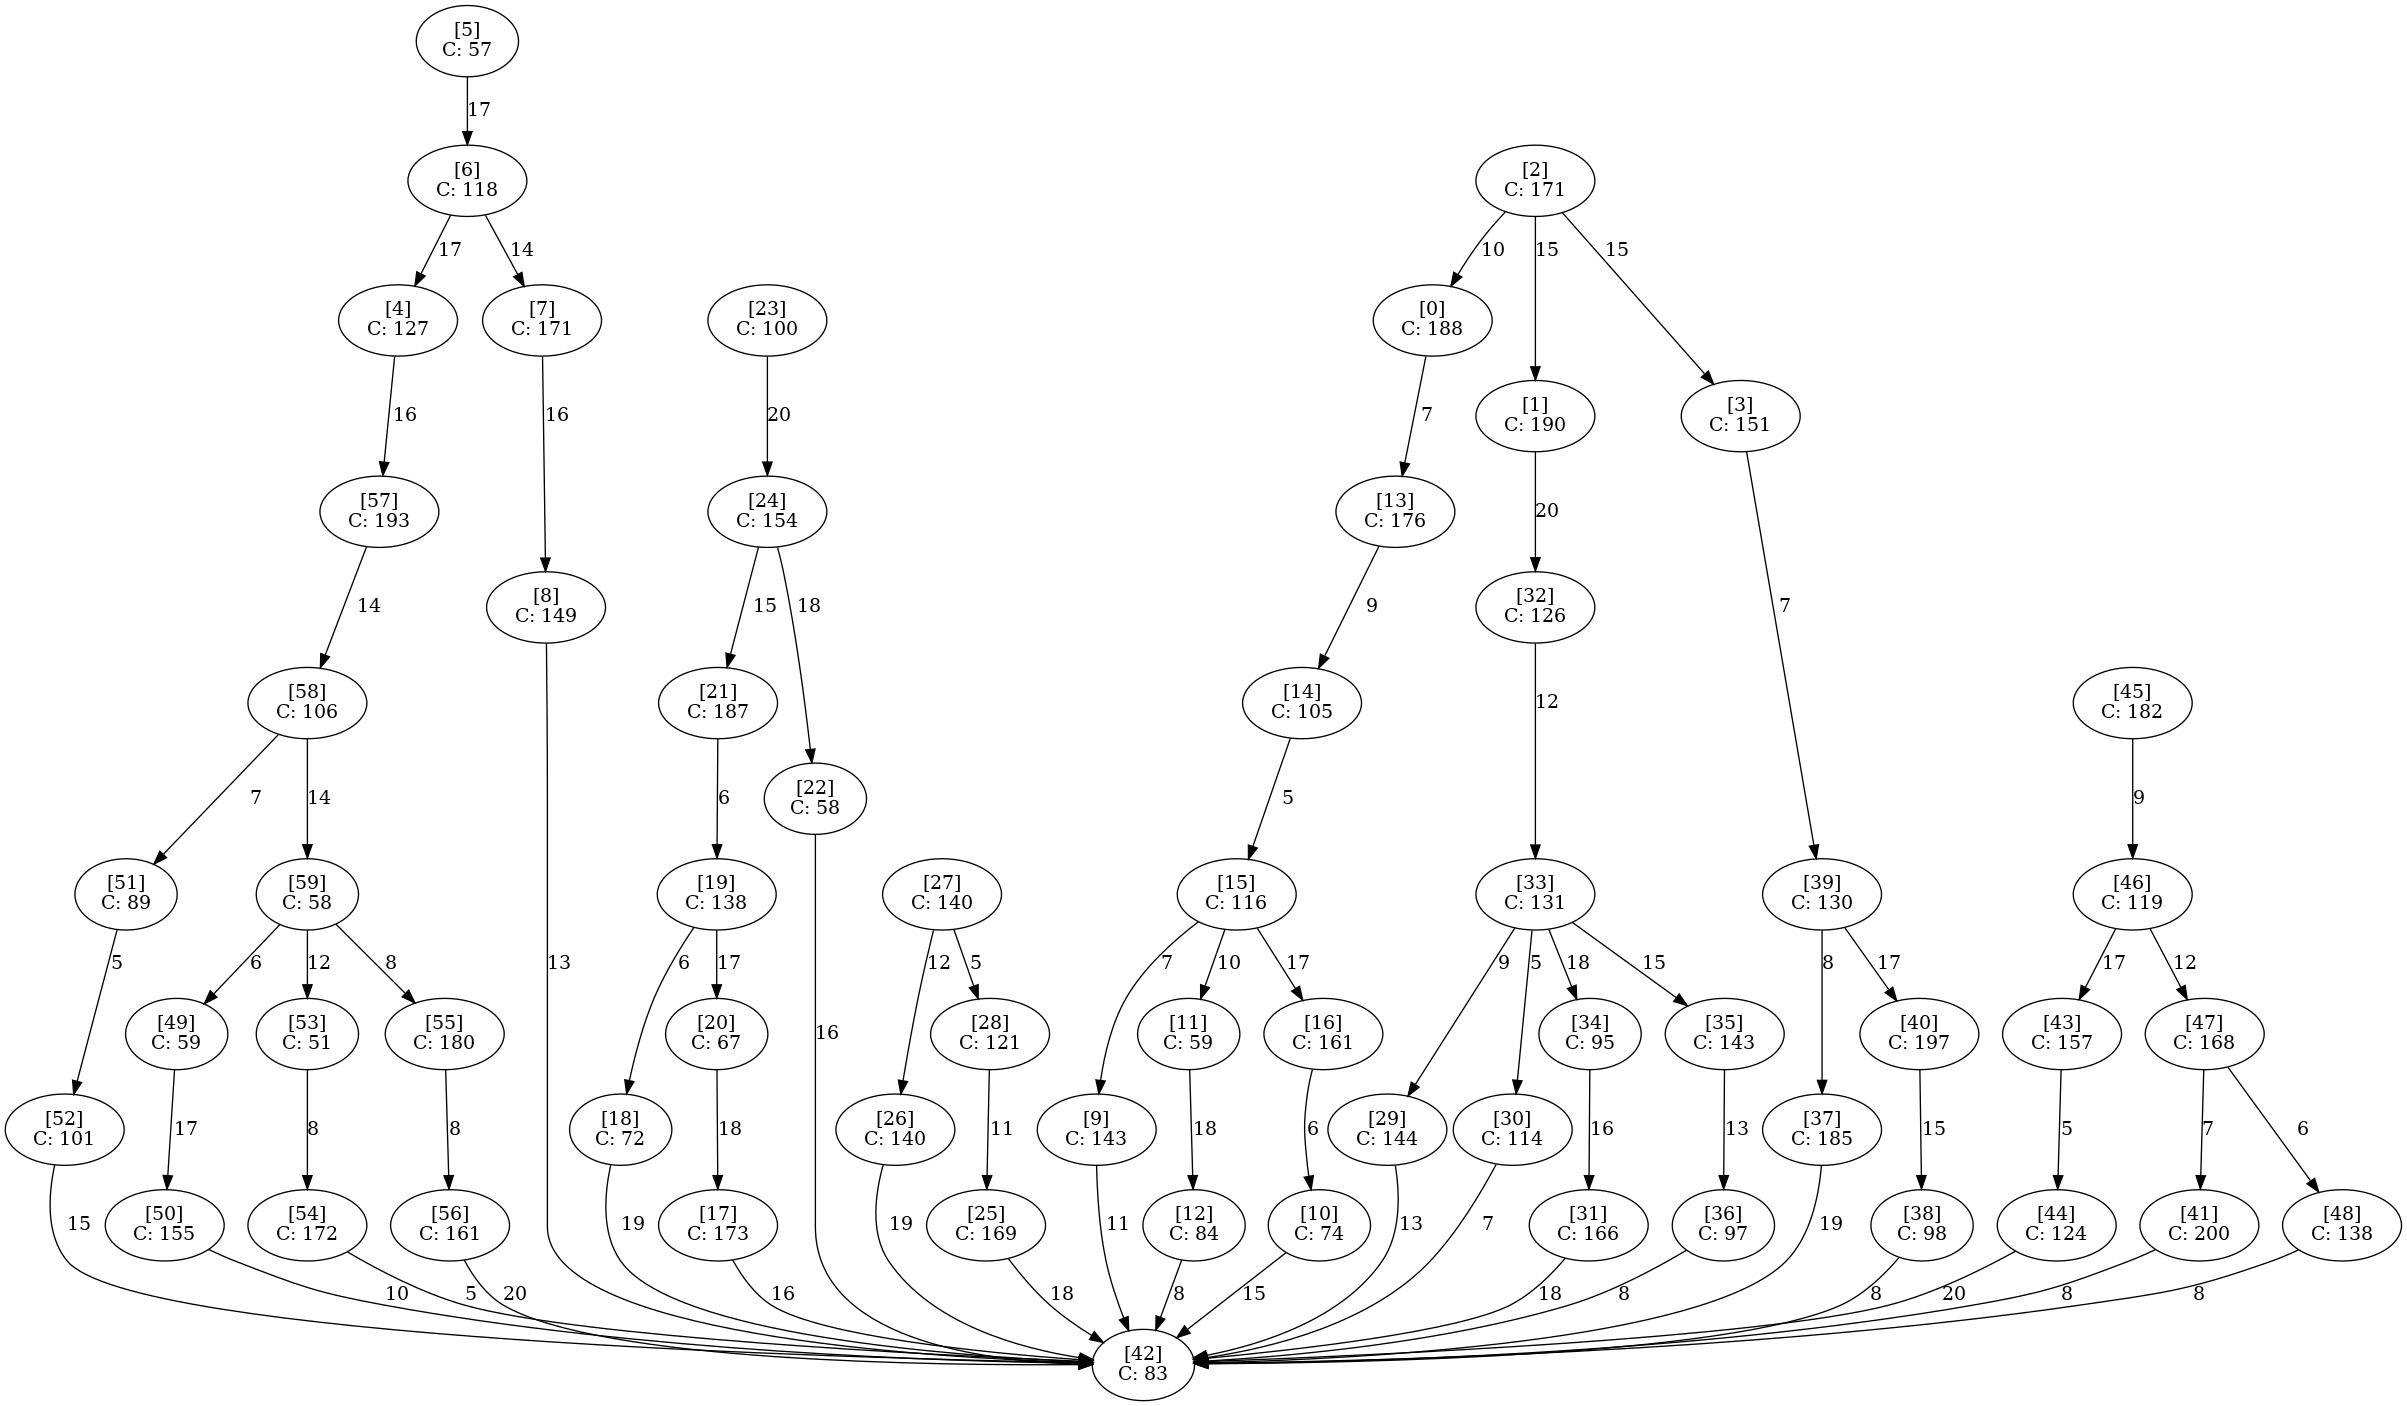 [5]
C: 57
17
[6]
C: 118
[2]
C: 171
17
14
10
15
15
[4]
C: 127
[7]
C: 171
[23]
C: 100
[0]
C: 188
[1]
C: 190
[3]
C: 151
16
16
20
7
[57]
C: 193
[24]
C: 154
[13]
C: 176
20
14
15
18
9
[8]
C: 149
[32]
C: 126
7
[58]
C: 106
[21]
C: 187
[14]
C: 105
12
[45]
C: 182
7
14
6
[22]
C: 58
5
9
[51]
C: 89
[59]
C: 58
[19]
C: 138
[27]
C: 140
[15]
C: 116
[33]
C: 131
[39]
C: 130
[46]
C: 119
5
6
12
8
13
6
17
12
5
7
10
17
9
5
18
15
8
17
17
12
[49]
C: 59
[53]
C: 51
[55]
C: 180
[20]
C: 67
16
[28]
C: 121
[11]
C: 59
[16]
C: 161
[34]
C: 95
[35]
C: 143
[40]
C: 197
[43]
C: 157
[47]
C: 168
[52]
C: 101
17
8
8
[18]
C: 72
18
[26]
C: 140
11
[9]
C: 143
18
6
[29]
C: 144
[30]
C: 114
16
13
[37]
C: 185
15
5
7
6
15
[50]
C: 155
[54]
C: 172
[56]
C: 161
19
[17]
C: 173
19
[25]
C: 169
11
[12]
C: 84
[10]
C: 74
13
7
[31]
C: 166
[36]
C: 97
19
[38]
C: 98
[44]
C: 124
[41]
C: 200
[48]
C: 138
10
5
20
16
18
8
15
18
8
8
20
8
8
[42]
C: 83